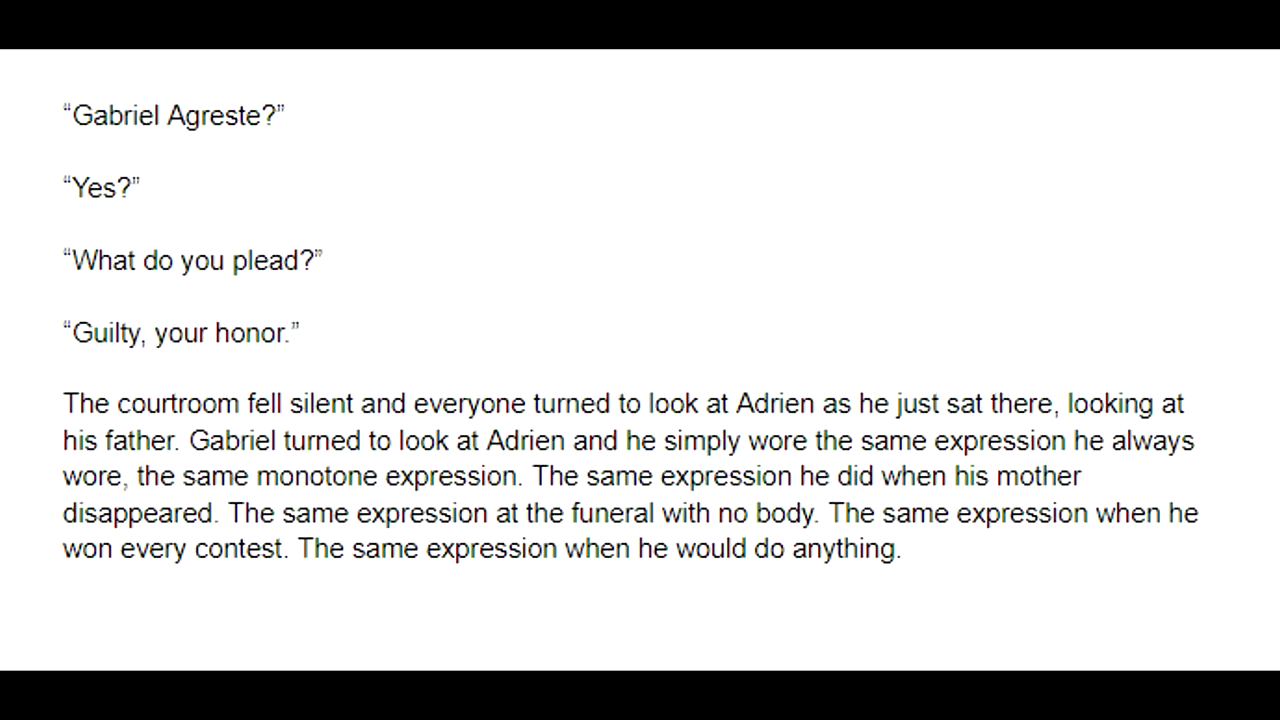 “Gabriel Agreste?”
“Yes?”
“What do you plead?”
“Guilty, your honor.”
The courtroom fell silent and everyone turned to look at Adrien as he just sat there, looking at
his father. Gabriel turned to look at Adrien and he simply wore the same expression he always
wore, the same monotone expression. The same expression he did when his mother
disappeared. The same expression at the funeral with no body. The same expression when he
won every contest. The same expression when he would do anything.